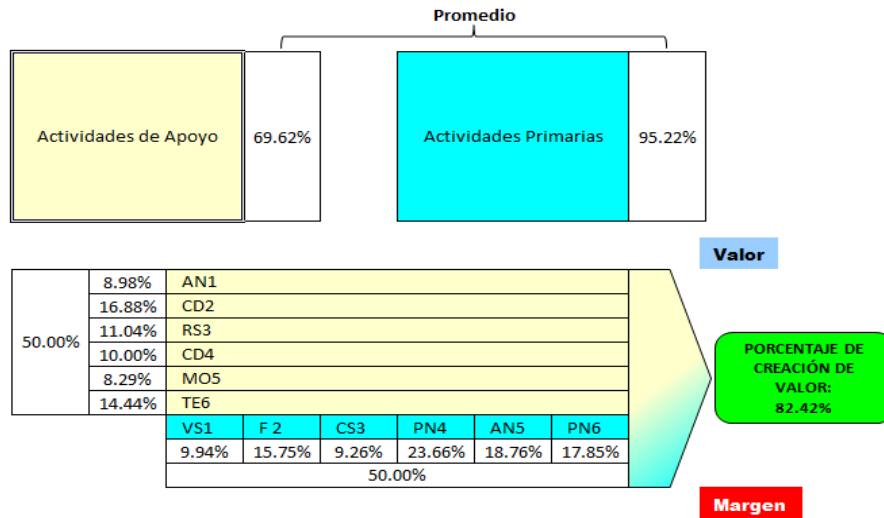 Promedio
Actividades de Apoyo
69.62%
Actividades Primarias
95.22%
Valor
50.00%
8.98% AN1
16.88% CD2
11.04% RS3
10.00% CD4
8.29% MO5
14.44% TE6
VS1 F 2 CS3 PN4 AN5 PN6
9.94% 15.75% 9.26% 23.66% 18.76% 17.85%
50.00%
PORCENTAJE DE
CREACIÓN DE
VALOR:
82.42%
Margen